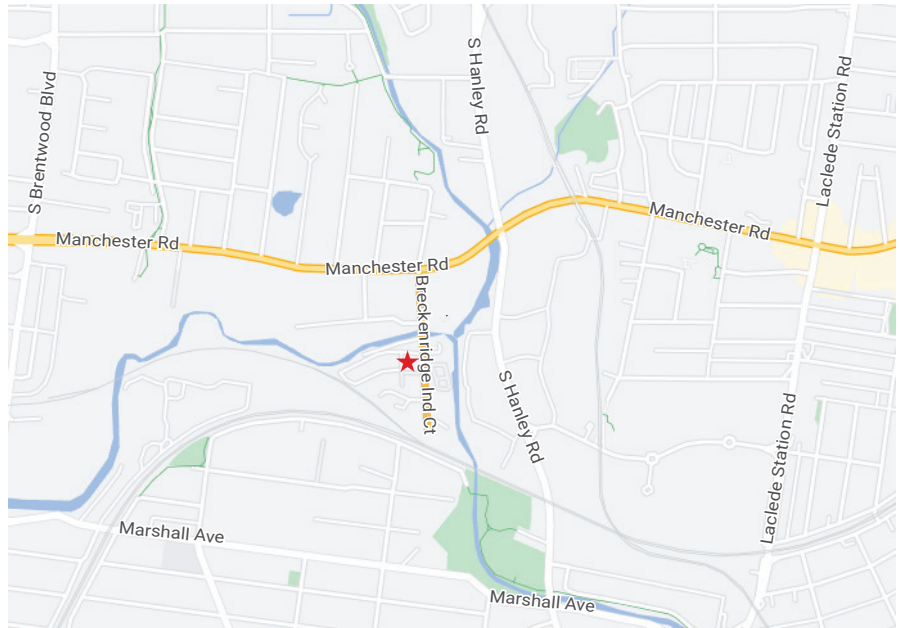 S Hanley Rd
S Brentwood Blvd
Laclede Station Rd
Manchester Rd
Manchester Rd
Manchester Rd
Breckenridge Ind Ct
S Hanley Rd
Laclede Station Rd
Marshall Ave
Marshall Ave